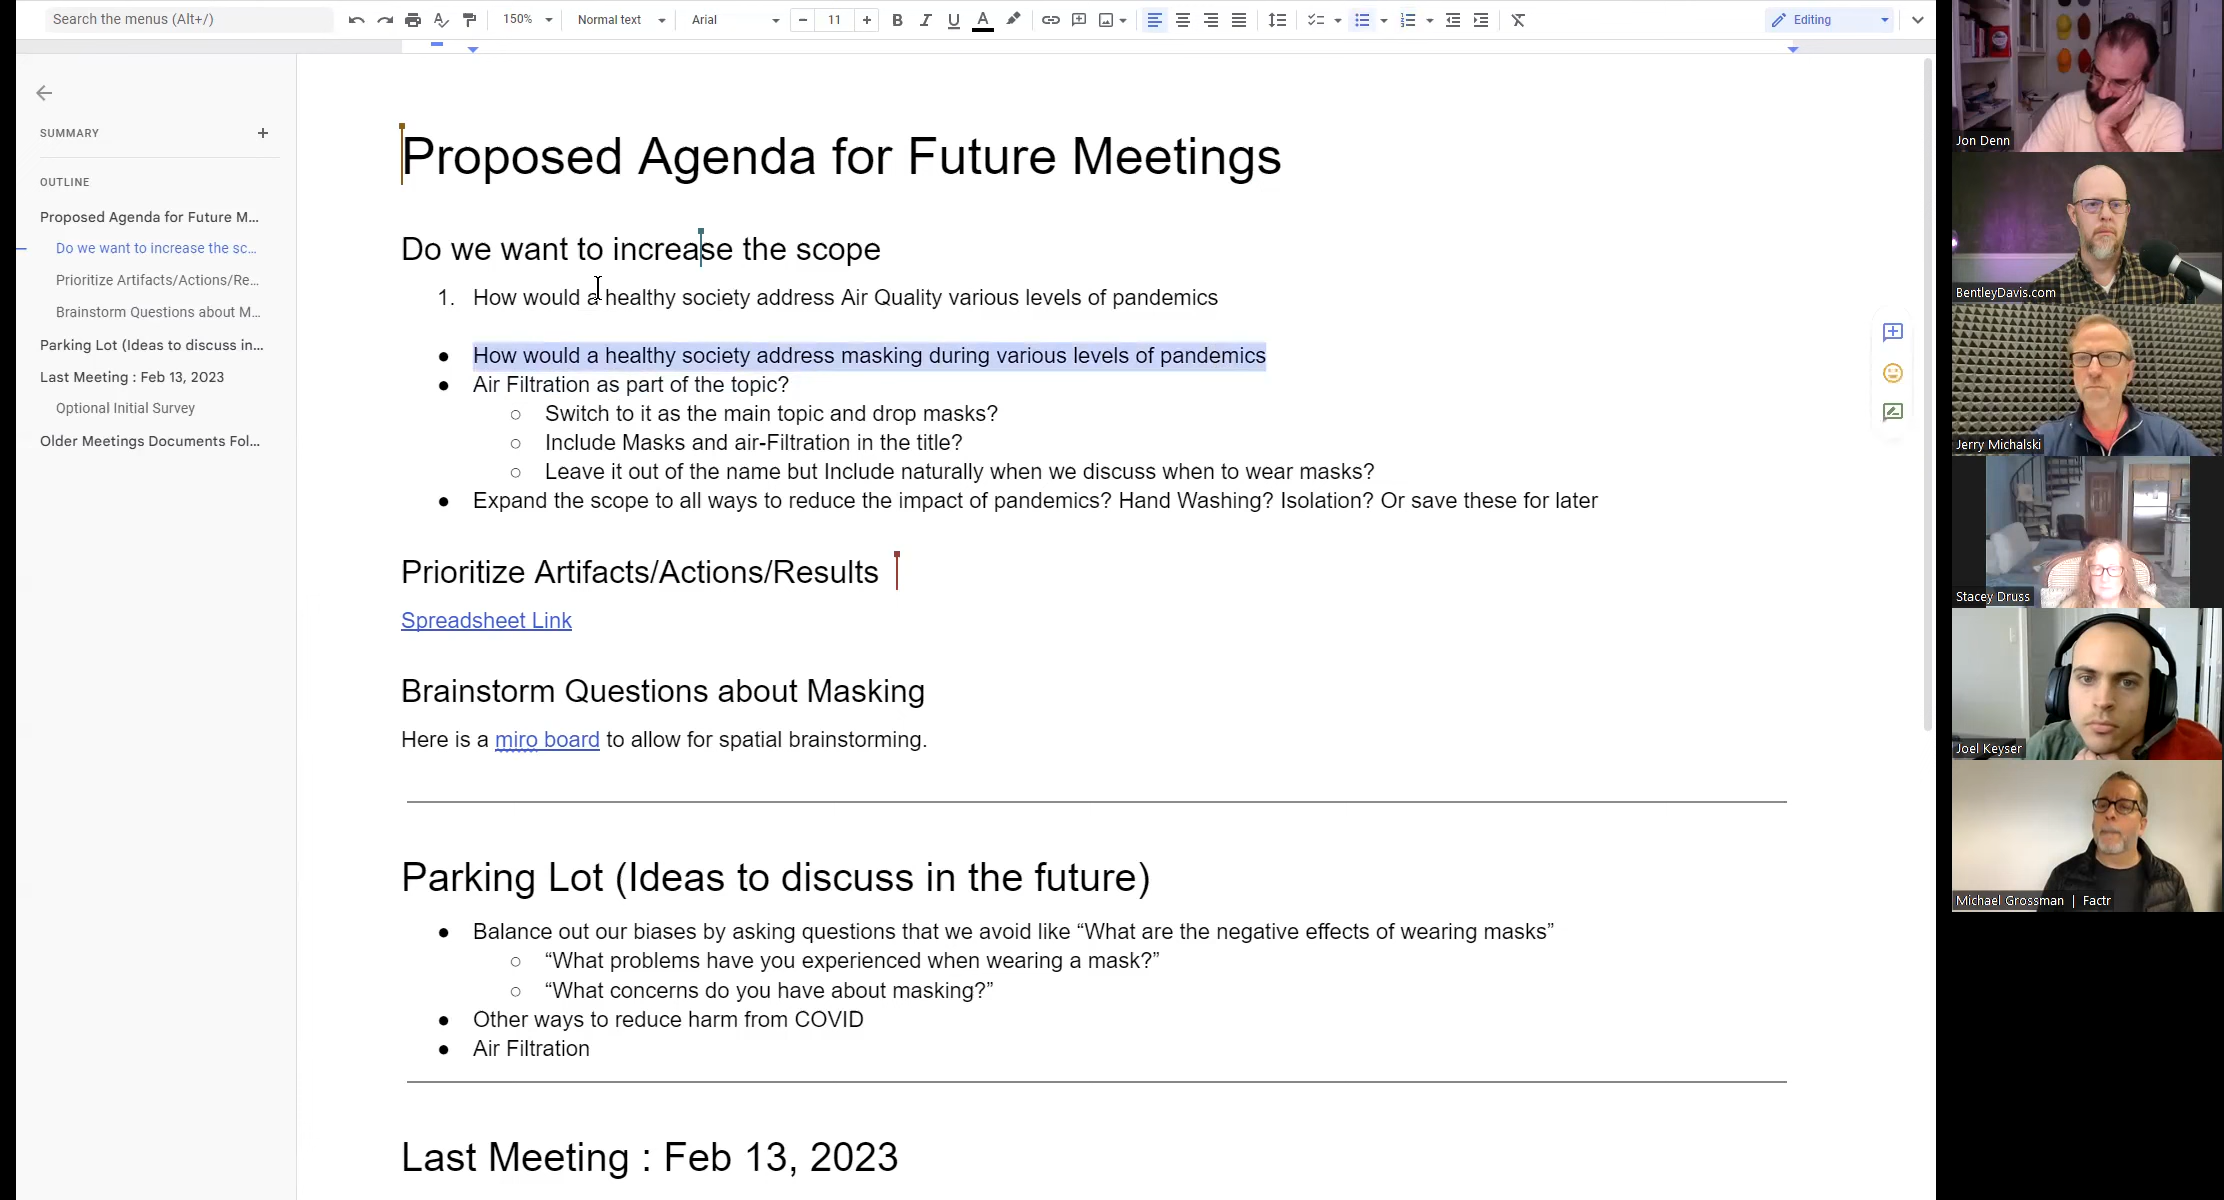 Search the menus (Alt+/)
150%
Normal text
Arial
11
Editing
SUMMARY
OUTLINE
Proposed Agenda for Future M...
Do we want to increase the sc...
Prioritize Artifacts/Actions/Re...
Brainstorm Questions about M...
Parking Lot (Ideas to discuss in...
Last Meeting : Feb 13, 2023
Optional Initial Survey
Older Meetings Documents Fol...
Proposed Agenda for Future Meetings
Do we want to increase the scope
1. How would a healthy society address Air Quality various levels of pandemics
● How would a healthy society address masking during various levels of pandemics
● Air Filtration as part of the topic?
○ Switch to it as the main topic and drop masks?
○ Include Masks and air-Filtration in the title?
○ Leave it out of the name but Include naturally when we discuss when to wear masks?
● Expand the scope to all ways to reduce the impact of pandemics? Hand Washing? Isolation? Or save these for later
Prioritize Artifacts/Actions/Results
Spreadsheet Link
Brainstorm Questions about Masking
Here is a miro board to allow for spatial brainstorming.
Parking Lot (Ideas to discuss in the future)
● Balance out our biases by asking questions that we avoid like “What are the negative effects of wearing masks”
○ “What problems have you experienced when wearing a mask?”
○ “What concerns do you have about masking?”
● Other ways to reduce harm from COVID
● Air Filtration
Last Meeting : Feb 13, 2023
Jon Denn
BentleyDavis.com
Jerry Michalski
Stacey Druss
Joel Keyser
Michael Grossman | Factr